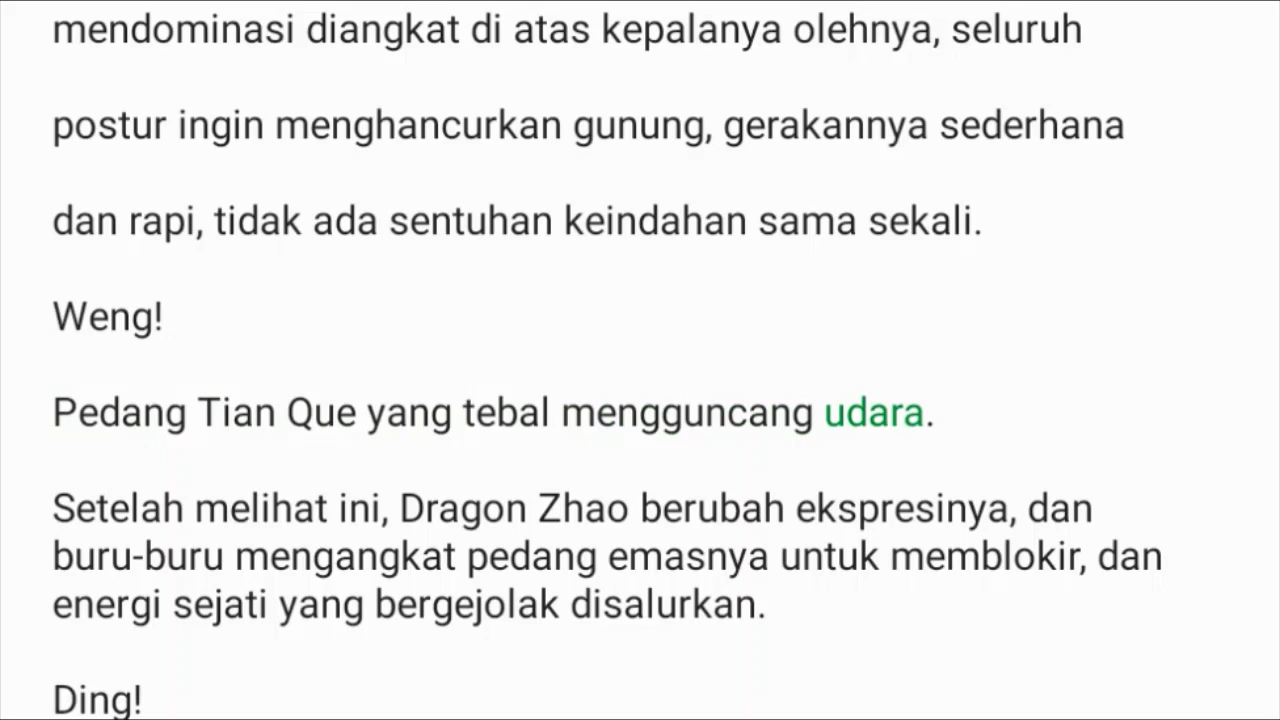 mendominasi diangkat di atas kepalanya olehnya, seluruh
postur ingin menghancurkan gunung, gerakannya sederhana
dan rapi, tidak ada sentuhan keindahan sama sekali.
Weng!
Pedang Tian Que yang tebal mengguncang udara.
Setelah melihat ini, Dragon Zhao berubah ekspresinya, dan
buru-buru mengangkat pedang emasnya untuk memblokir, dan
energi sejati yang bergejolak disalurkan.
Ding!